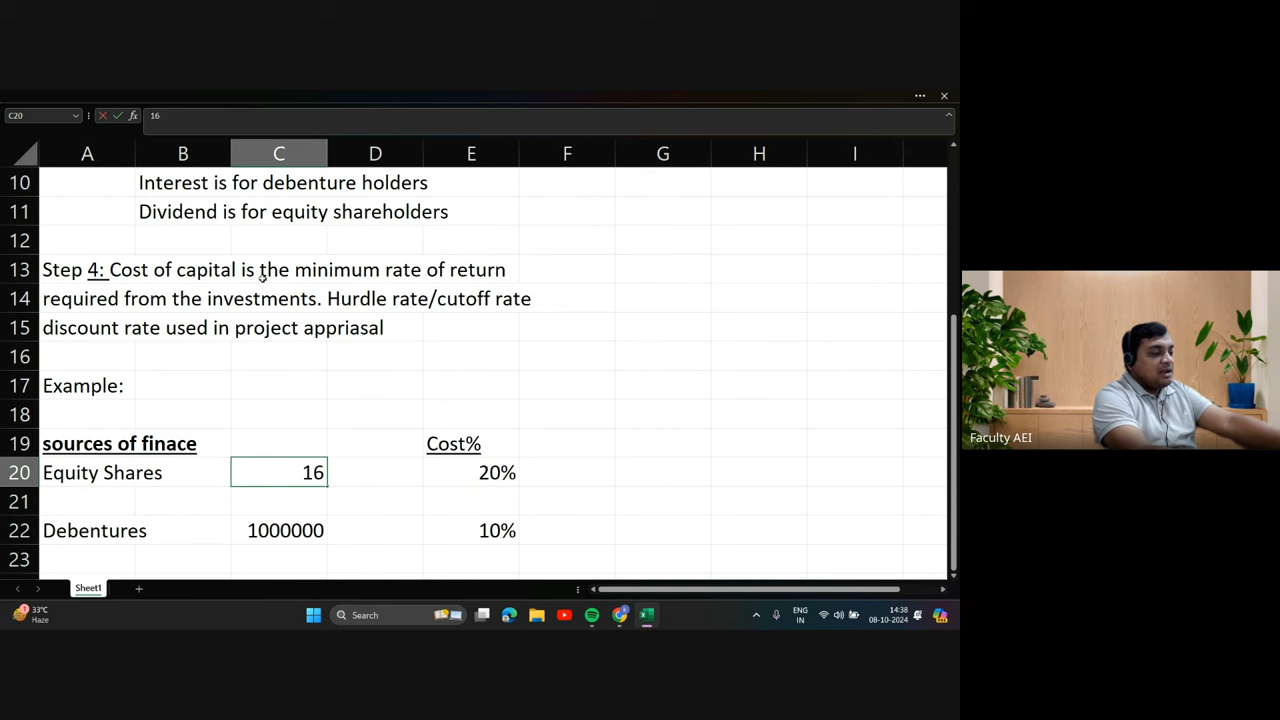 C20
fx
16
A B C D E F G H I
10 Interest is for debenture holders
11 Dividend is for equity shareholders
12
13 Step 4: Cost of capital is the minimum rate of return
14 required from the investments. Hurdle rate/cutoff rate
15 discount rate used in project appriasal
16
17 Example:
18
19 sources of finace Cost%
20 Equity Shares 16 20%
21
22 Debentures 1000000 10%
23
Sheet1
Faculty AEI
1
33°C
Haze
Search
ENG
IN
14:38
08-10-2024